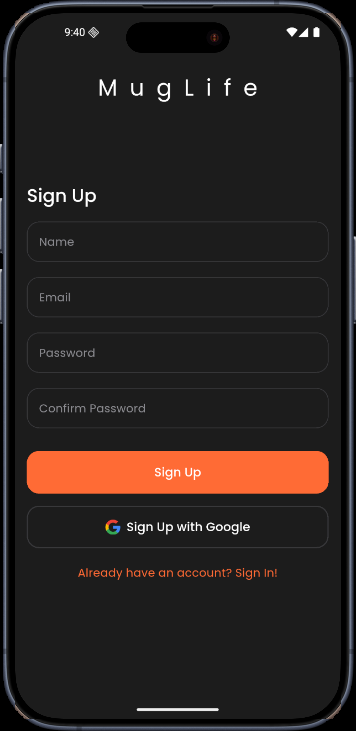 9:40
M u g L i f e
Sign Up
Name
Email
Password
Confirm Password
Sign Up
Sign Up with Google
Already have an account? Sign In!